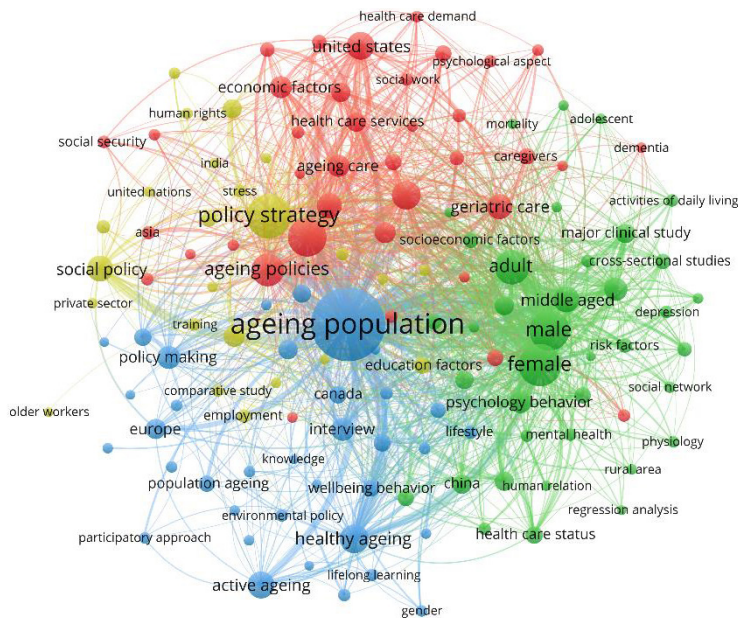 health care demand
united states
psychological aspect
social work
economic factors
human rights
health care services
mortality
adolescent
social security
dementia
caregivers
india
ageing care
united nations
stress
activities of daily living
policy strategy
geriatric care
asia
major clinical study
socioeconomic factors
cross-sectional studies
social policy
ageing policies
adult
private sector
middle aged
depression
training
ageing population
male
risk factors
policy making
education factors
female
social network
comparative study
canada
older workers
employment
psychology behavior
europe
interview
lifestyle
mental health
physology
knowledge
rural area
population ageing
wellbeing behavior
china
human relation
regression analysis
environmental policy
participatory approach
healthy ageing
health care status
active ageing
lifelong learning
gender